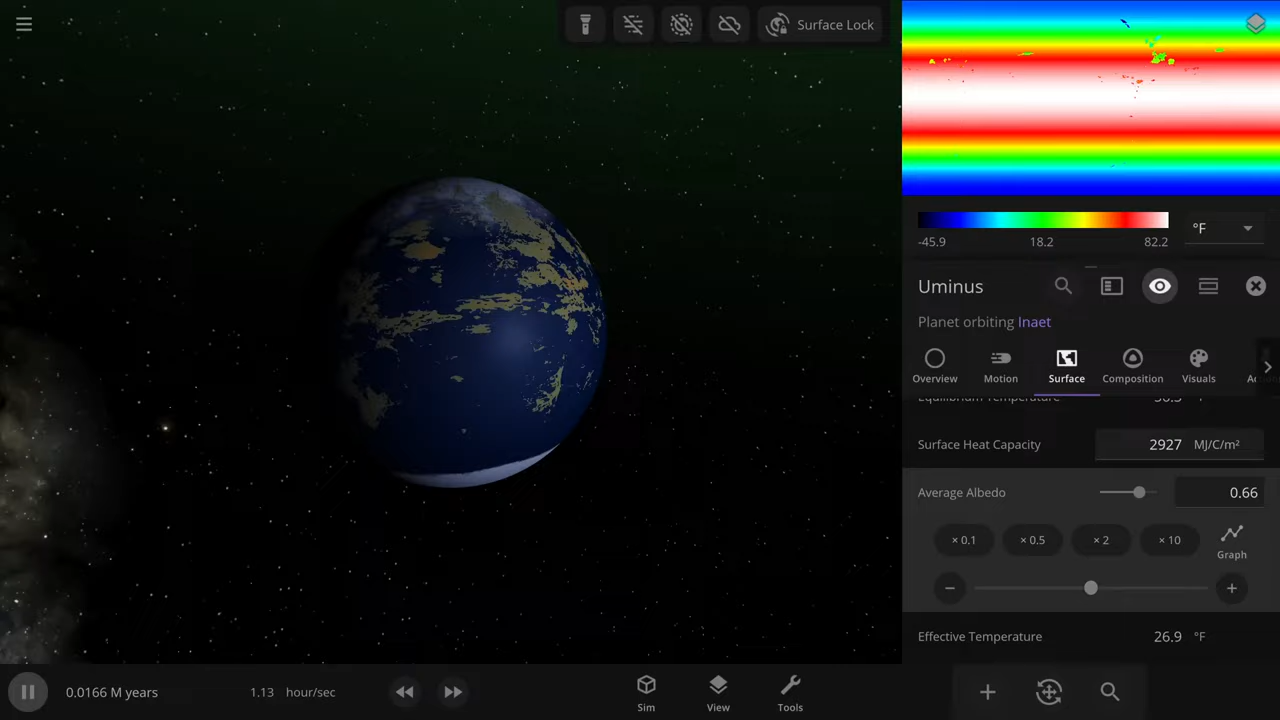 Surface Lock
-45.9 18.2 82.2 °F
Uminus
Planet orbiting Inaet
Overview Motion Surface Composition Visuals
Equilibrium Temperature
Surface Heat Capacity 2927 MJ/C/m²
Average Albedo 0.66
× 0.1 × 0.5 × 2 × 10 Graph
Effective Temperature 26.9 °F
0.0166 M years 1.13 hour/sec Sim View Tools